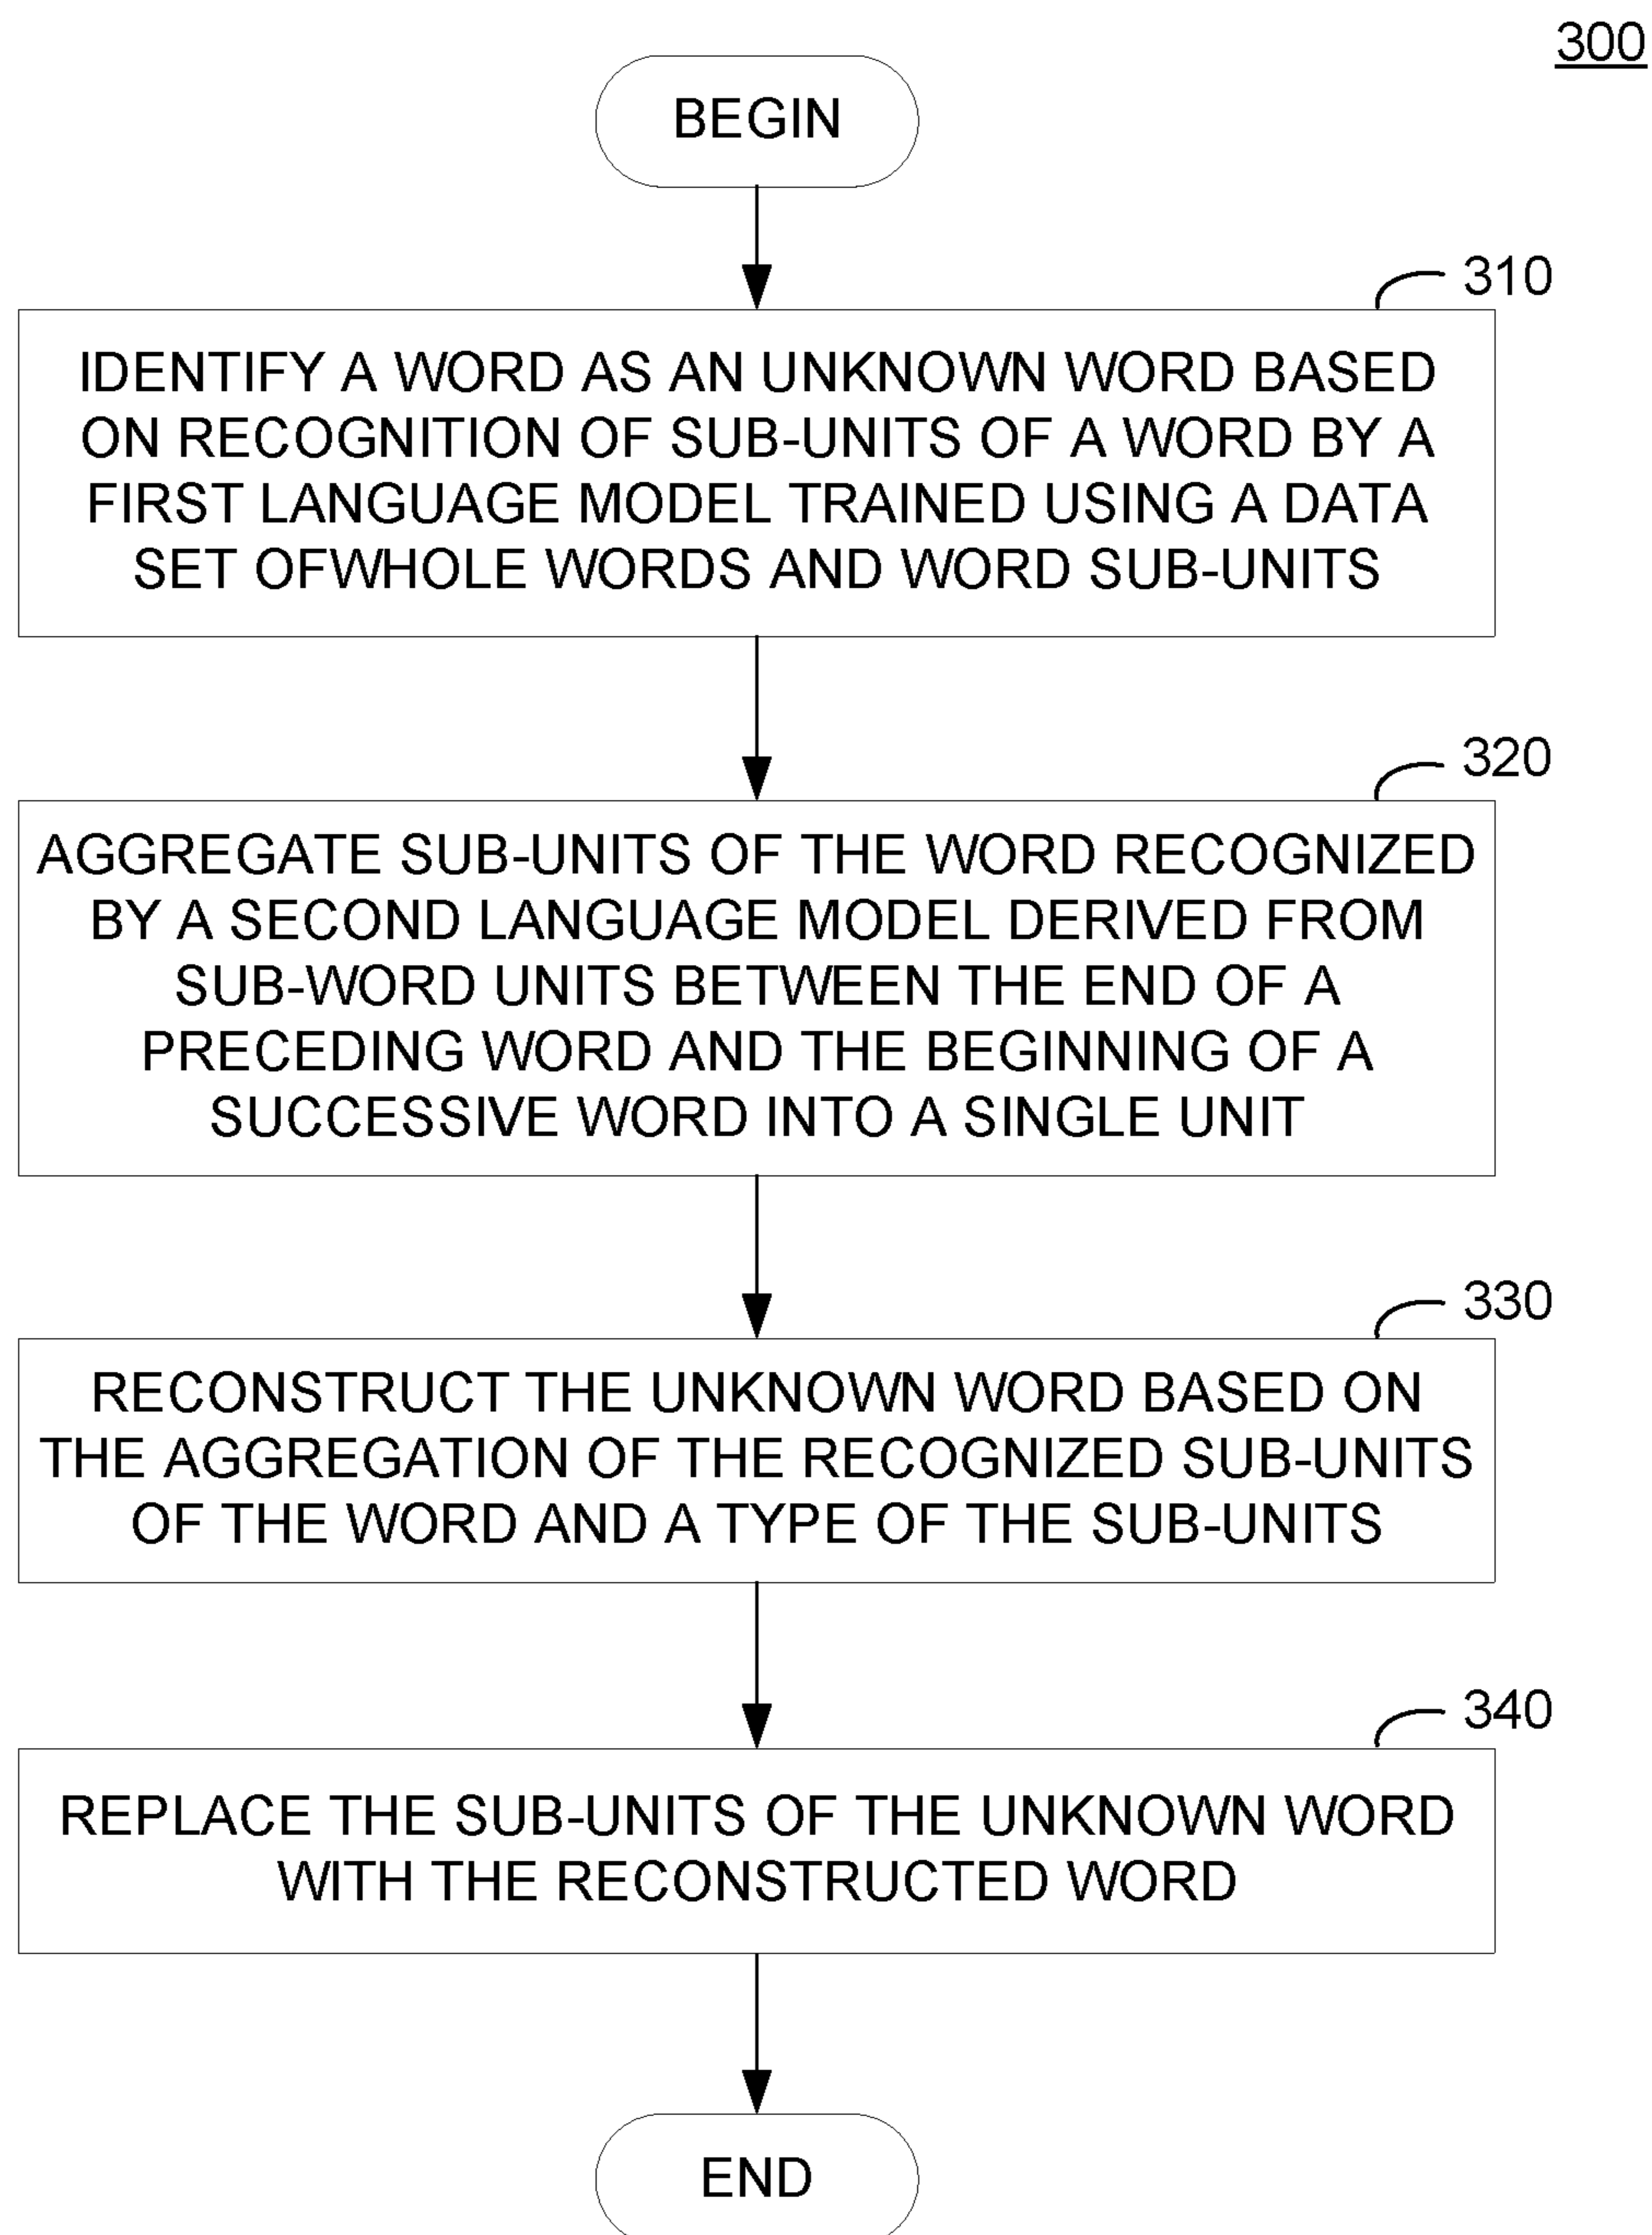 300
BEGIN
310
IDENTIFY A WORD AS AN UNKNOWN WORD BASED
ON RECOGNITION OF SUB-UNITS OF A WORD BY A
FIRST LANGUAGE MODEL TRAINED USING A DATA
SET OFWHOLE WORDS AND WORD SUB-UNITS
320
AGGREGATE SUB-UNITS OF THE WORD RECOGNIZED
BY A SECOND LANGUAGE MODEL DERIVED FROM
SUB-WORD UNITS BETWEEN THE END OF A
PRECEDING WORD AND THE BEGINNING OF A
SUCCESSIVE WORD INTO A SINGLE UNIT
330
RECONSTRUCT THE UNKNOWN WORD BASED ON
THE AGGREGATION OF THE RECOGNIZED SUB-UNITS
OF THE WORD AND A TYPE OF THE SUB-UNITS
340
REPLACE THE SUB-UNITS OF THE UNKNOWN WORD
WITH THE RECONSTRUCTED WORD
END